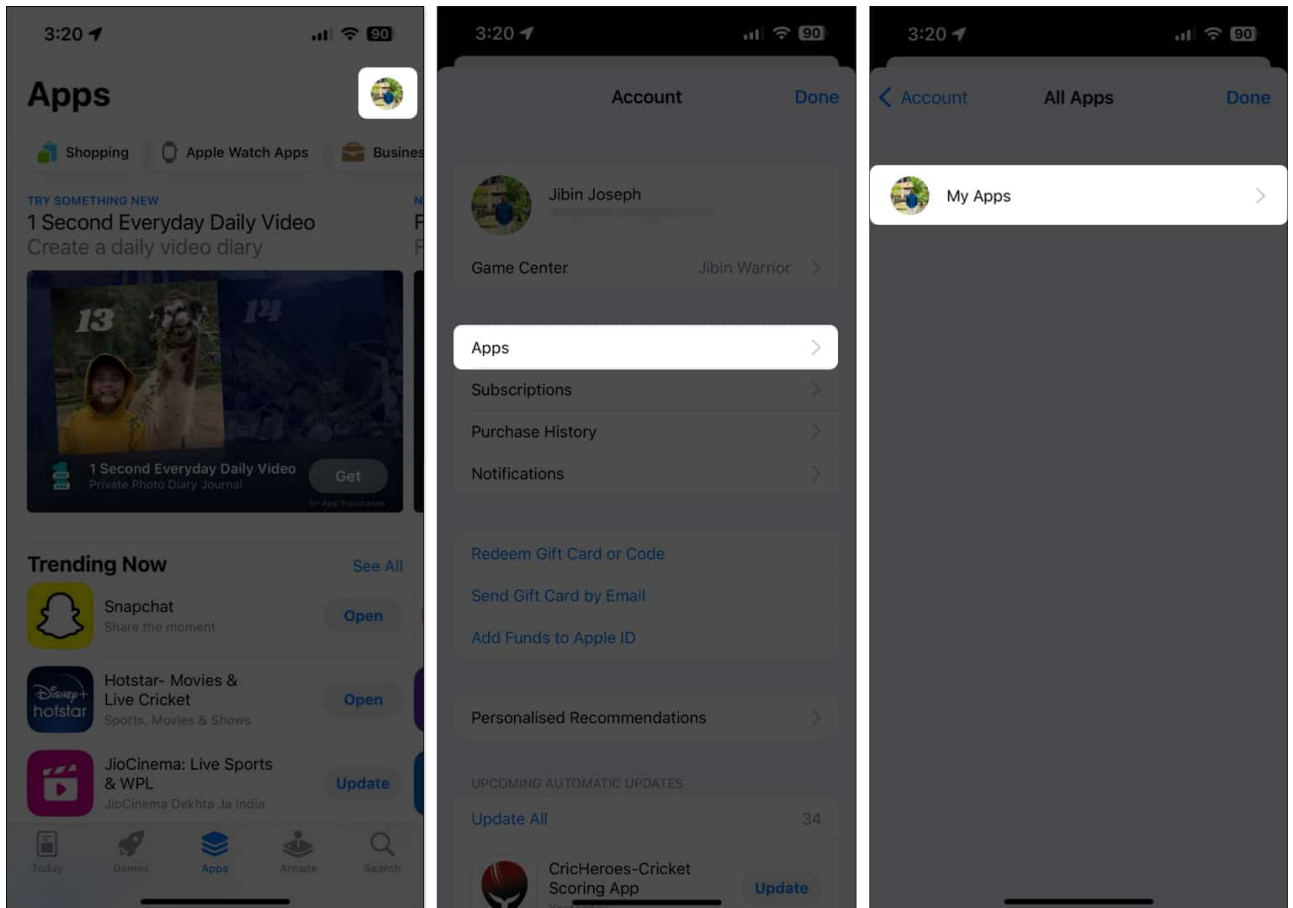 3:20
90
Apps
Shopping
Apple Watch Apps
Busines
TRY SOMETHING NEW
1 Second Everyday Daily Video
Create a daily video diary
N
F
F
13
14
1 Second Everyday Daily Video
Private Photo Diary Journal
Get
In-App Purchases
Trending Now
See All
Snapchat
Share the moment
Open
Disney+
hotstar
Hotstar- Movies &
Live Cricket
Sports, Movies & Shows
Open
JioCinema: Live Sports
& WPL
JioCinema Dekhta Ja India
Update
Today
Games
Apps
Arcade
Search
3:20
90
Account
Done
Jibin Joseph
Game Center
Jibin Warrior
Apps
Subscriptions
Purchase History
Notifications
Redeem Gift Card or Code
Send Gift Card by Email
Add Funds to Apple ID
Personalised Recommendations
UPCOMING AUTOMATIC UPDATES
Update All
34
CricHeroes-Cricket
Scoring App
Update
3:20
90
Account
All Apps
Done
My Apps